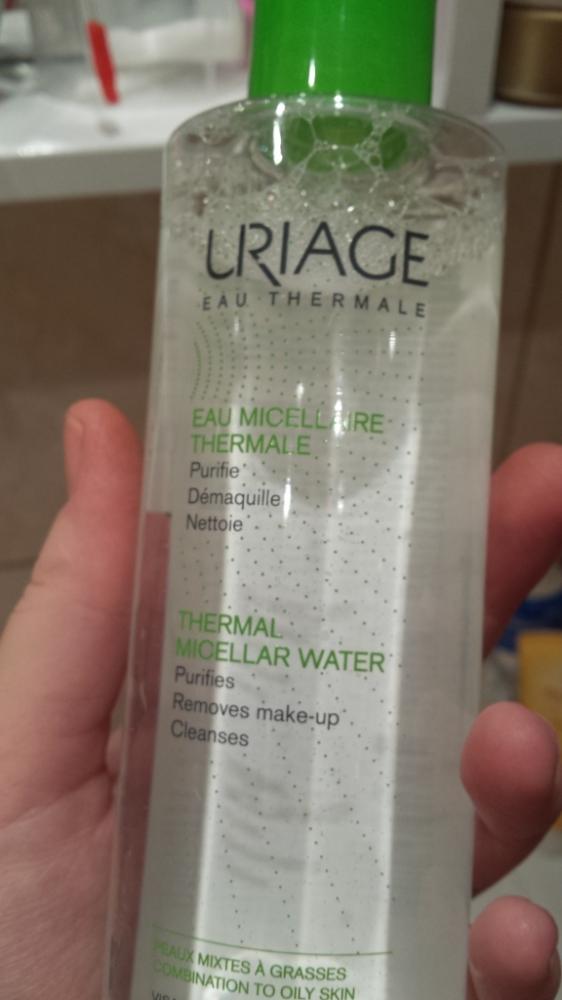 URIAGE
EAU THERMALE
EAU MICELLAIRE
THERMALE
Purifie
Démaquille
Nettoie
THERMAL
MICELLAR WATER
Purifies
Removes make-up
Cleanses
PEAUX MIXTES À GRASSES
COMBINATION TO OILY SKIN